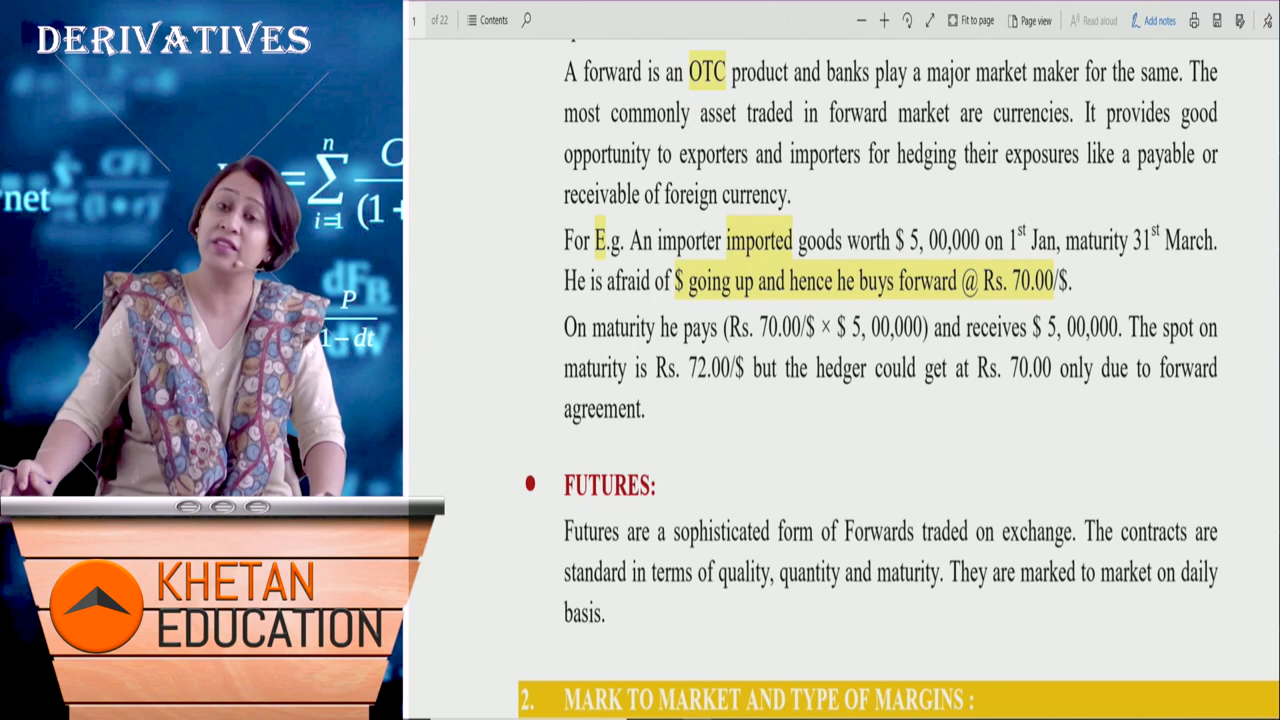 DERIVATIVES
1 of 22 Contents Fit to page Page view Read aloud Add notes
A forward is an OTC product and banks play a major market maker for the same. The
most commonly asset traded in forward market are currencies. It provides good
opportunity to exporters and importers for hedging their exposures like a payable or
receivable of foreign currency.
For E.g. An importer imported goods worth $ 5, 00,000 on 1st Jan, maturity 31st March.
He is afraid of $ going up and hence he buys forward @ Rs. 70.00/$.
On maturity he pays (Rs. 70.00/$ × $ 5, 00,000) and receives $ 5, 00,000. The spot on
maturity is Rs. 72.00/$ but the hedger could get at Rs. 70.00 only due to forward
agreement.
• FUTURES:
Futures are a sophisticated form of Forwards traded on exchange. The contracts are
standard in terms of quality, quantity and maturity. They are marked to market on daily
basis.
2. MARK TO MARKET AND TYPE OF MARGINS :
net
n
= ∑
i=1
(1+
dF
P
1-dt
dW
KHETAN
EDUCATION